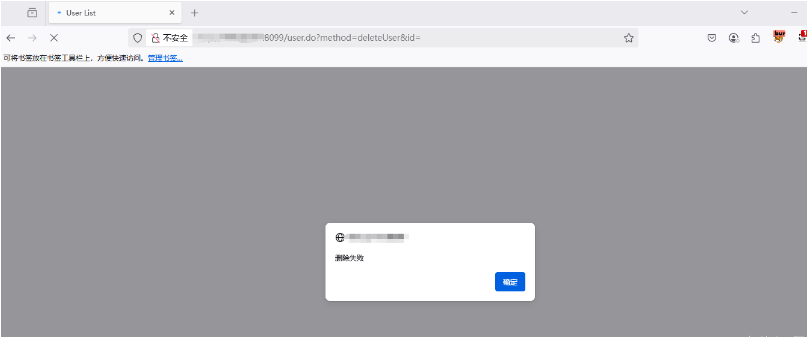 User List
不安全 :8099/user.do?method=deleteUser&id=
可将书签放在书签工具栏上，方便快速访问。管理书签...
删除失败
确定